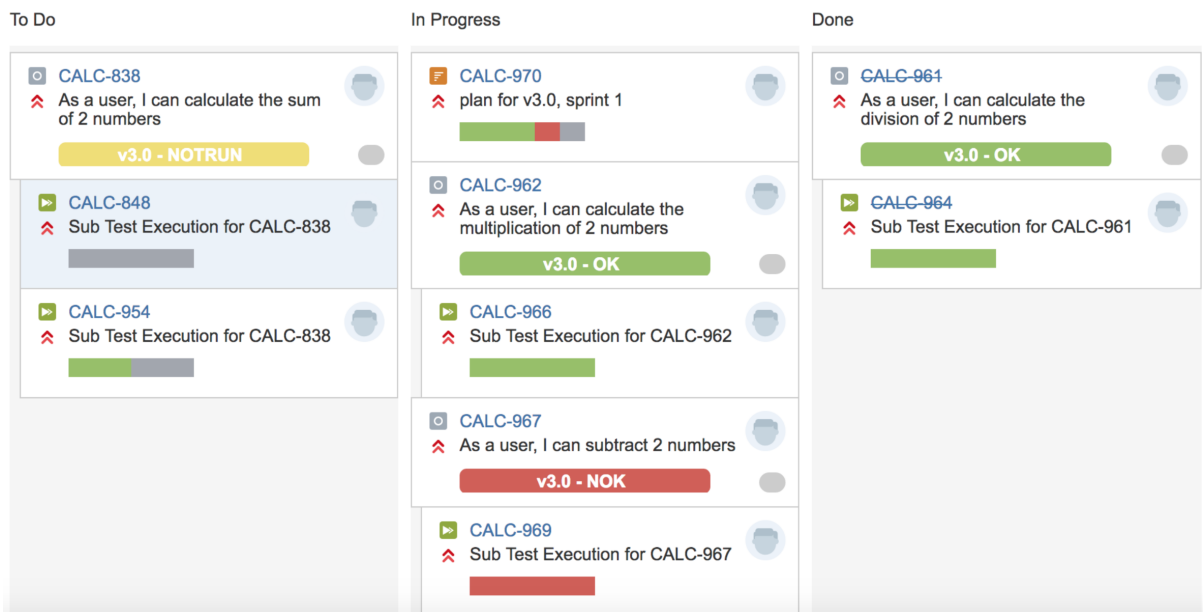 To Do
CALC-838
As a user, I can calculate the sum
of 2 numbers
v3.0 - NOTRUN
CALC-848
Sub Test Execution for CALC-838
CALC-954
Sub Test Execution for CALC-838
In Progress
CALC-970
plan for v3.0, sprint 1
CALC-962
As a user, I can calculate the
multiplication of 2 numbers
v3.0 - OK
CALC-966
Sub Test Execution for CALC-962
CALC-967
As a user, I can subtract 2 numbers
v3.0 - NOK
CALC-969
Sub Test Execution for CALC-967
Done
CALC-961
As a user, I can calculate the
division of 2 numbers
v3.0 - OK
CALC-964
Sub Test Execution for CALC-961